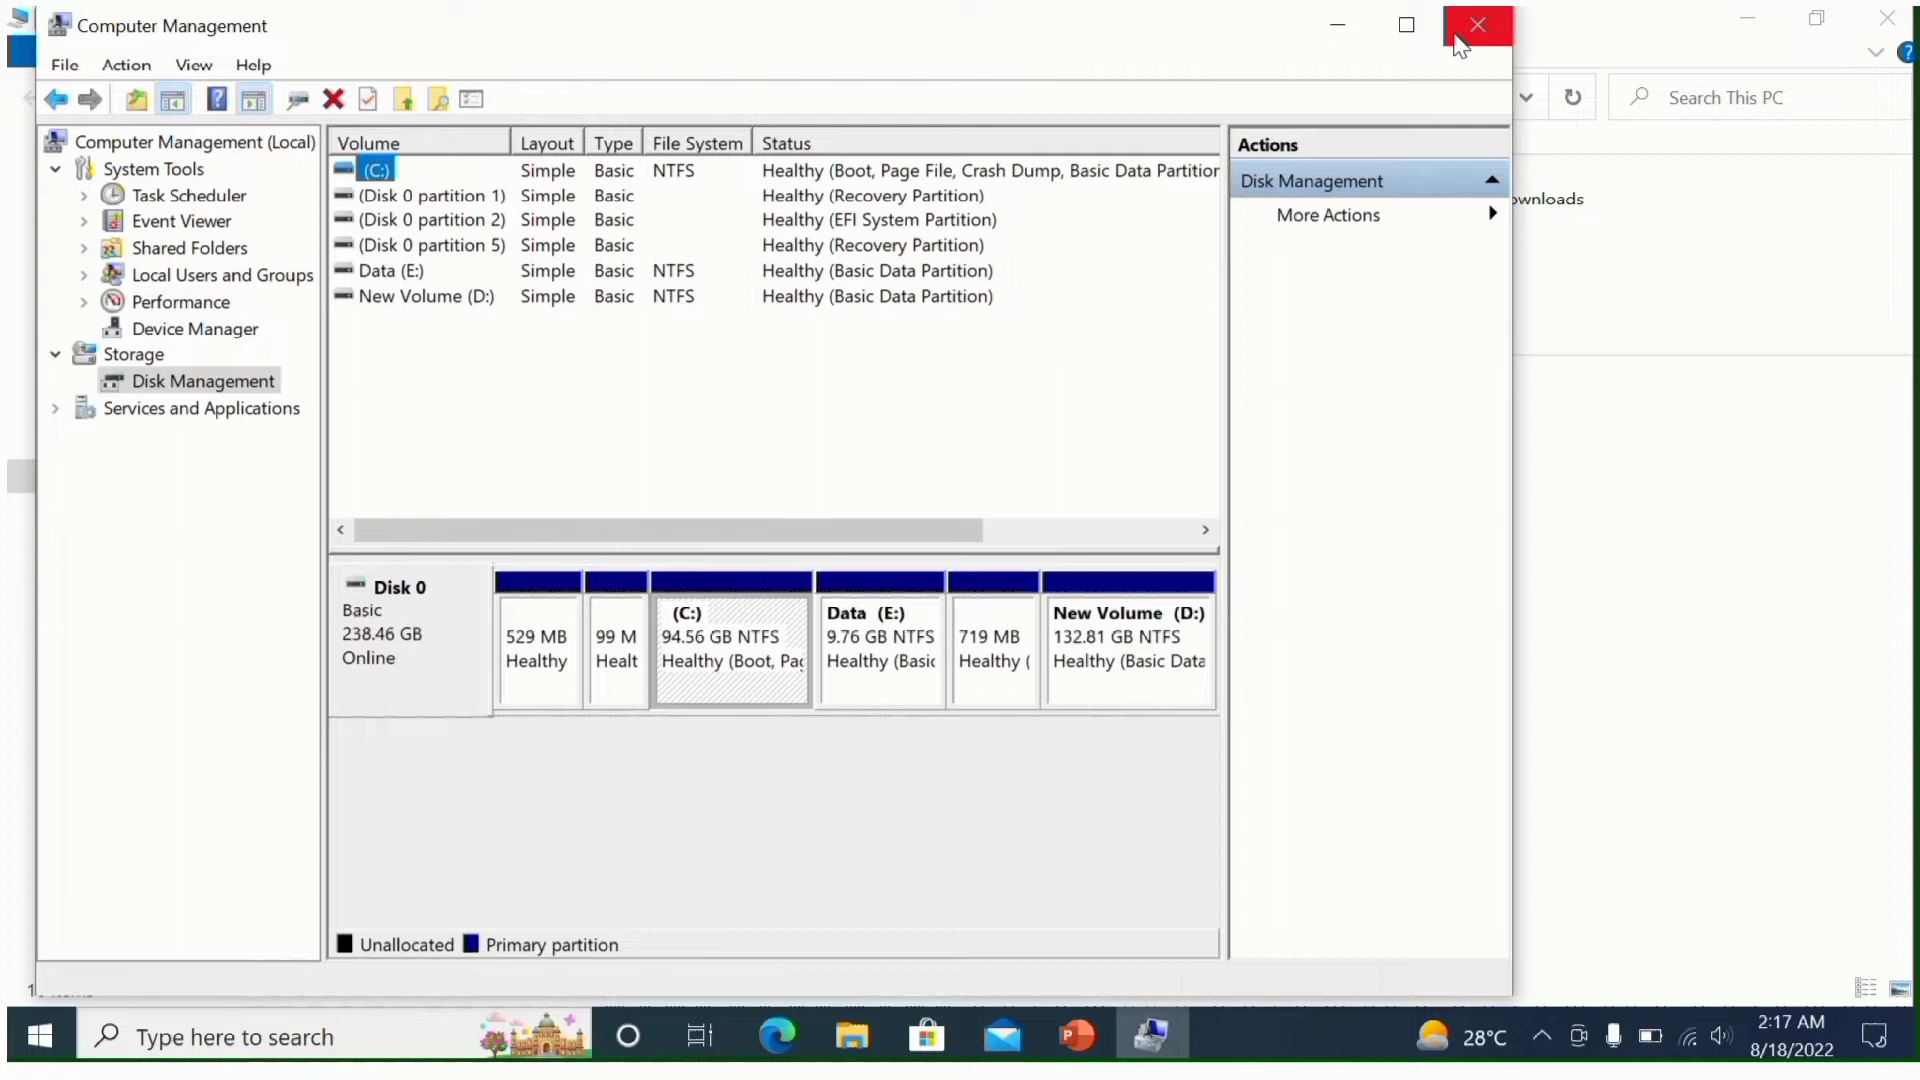 Computer Management
File Action View Help
Search This PC
Computer Management (Local)
System Tools
Task Scheduler
Event Viewer
Shared Folders
Local Users and Groups
Performance
Device Manager
Storage
Disk Management
Services and Applications
Volume Layout Type File System Status
(C:) Simple Basic NTFS Healthy (Boot, Page File, Crash Dump, Basic Data Partition
(Disk 0 partition 1) Simple Basic Healthy (Recovery Partition)
(Disk 0 partition 2) Simple Basic Healthy (EFI System Partition)
(Disk 0 partition 5) Simple Basic Healthy (Recovery Partition)
Data (E:) Simple Basic NTFS Healthy (Basic Data Partition)
New Volume (D:) Simple Basic NTFS Healthy (Basic Data Partition)
Actions
Disk Management
More Actions
ownloads
Disk 0
Basic
238.46 GB
Online
529 MB
Healthy
99 M
Healt
(C:)
94.56 GB NTFS
Healthy (Boot, Pag
Data (E:)
9.76 GB NTFS
Healthy (Basic
719 MB
Healthy (
New Volume (D:)
132.81 GB NTFS
Healthy (Basic Data
Unallocated Primary partition
Type here to search
28°C
2:17 AM
8/18/2022